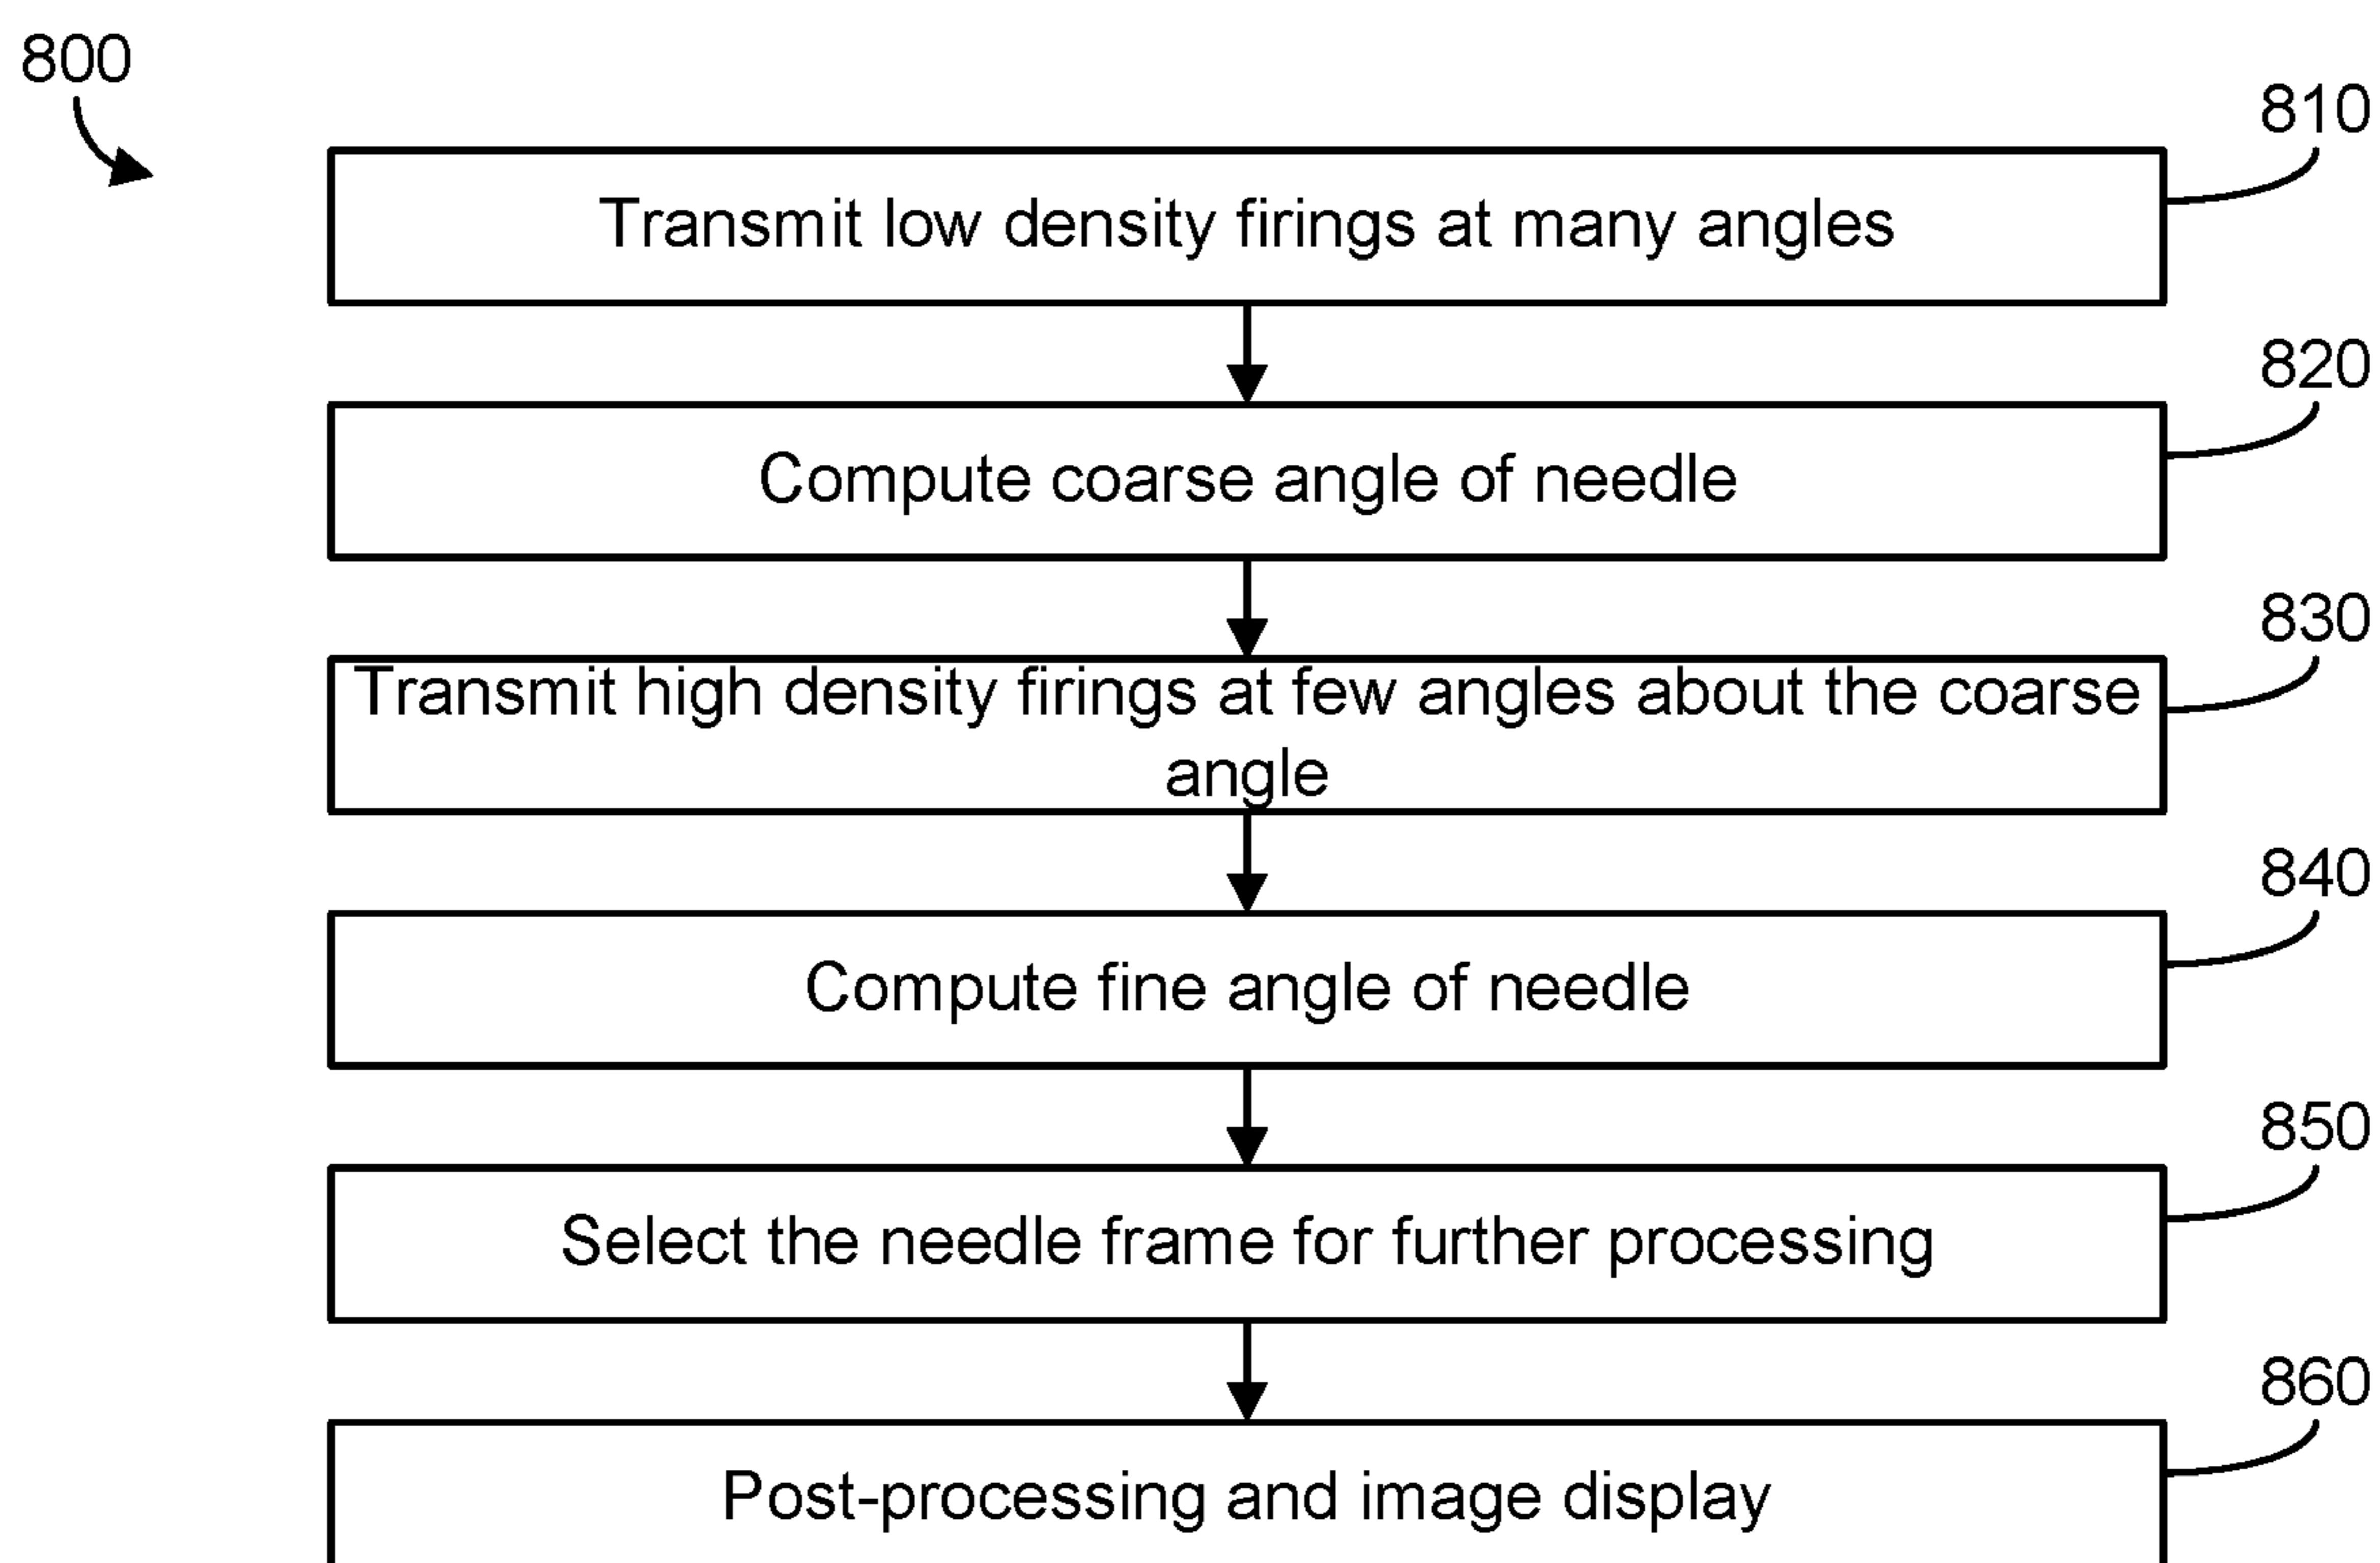 800
810
Transmit low density firings at many angles
820
Compute coarse angle of needle
830
Transmit high density firings at few angles about the coarse
angle
840
Compute fine angle of needle
850
Select the needle frame for further processing
860
Post-processing and image display